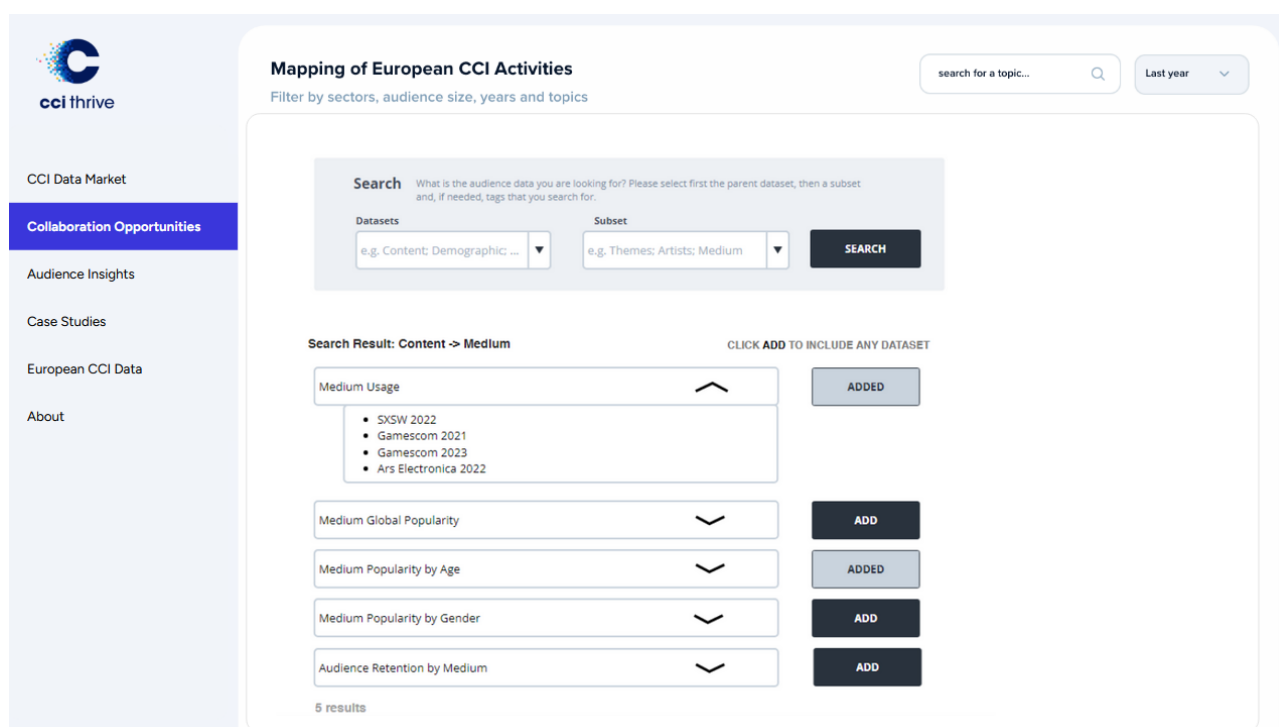 cci thrive
CCI Data Market
Collaboration Opportunities
Audience Insights
Case Studies
European CCI Data
About
Mapping of European CCI Activities
Filter by sectors, audience size, years and topics
search for a topic...
Last year
Search
What is the audience data you are looking for? Please select first the parent dataset, then a subset
and, if needed, tags that you search for.
Datasets
Subset
e.g. Content; Demographic; ...
e.g. Themes; Artists; Medium
SEARCH
Search Result: Content -> Medium
CLICK ADD TO INCLUDE ANY DATASET
Medium Usage
ADDED
• SXSW 2022
• Gamescom 2021
• Gamescom 2023
• Ars Electronica 2022
Medium Global Popularity
ADD
Medium Popularity by Age
ADDED
Medium Popularity by Gender
ADD
Audience Retention by Medium
ADD
5 results